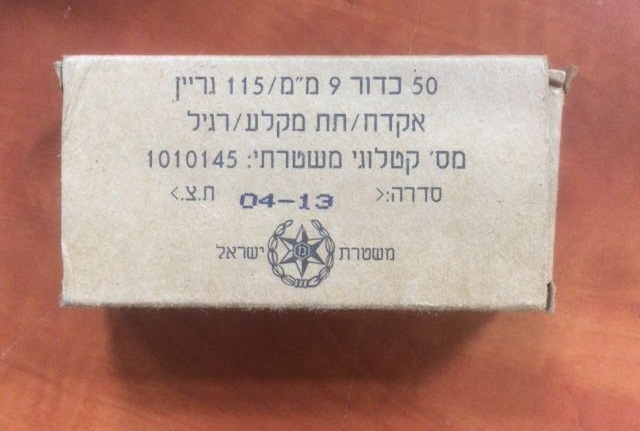 50 כדור 9 מ"מ/115 גריין
אקדח/תת מקלע/רגיל
מס' קטלוגי משטרתי: 1010145
סדרה:< 04-13 ת.צ.>
משטרת ישראל